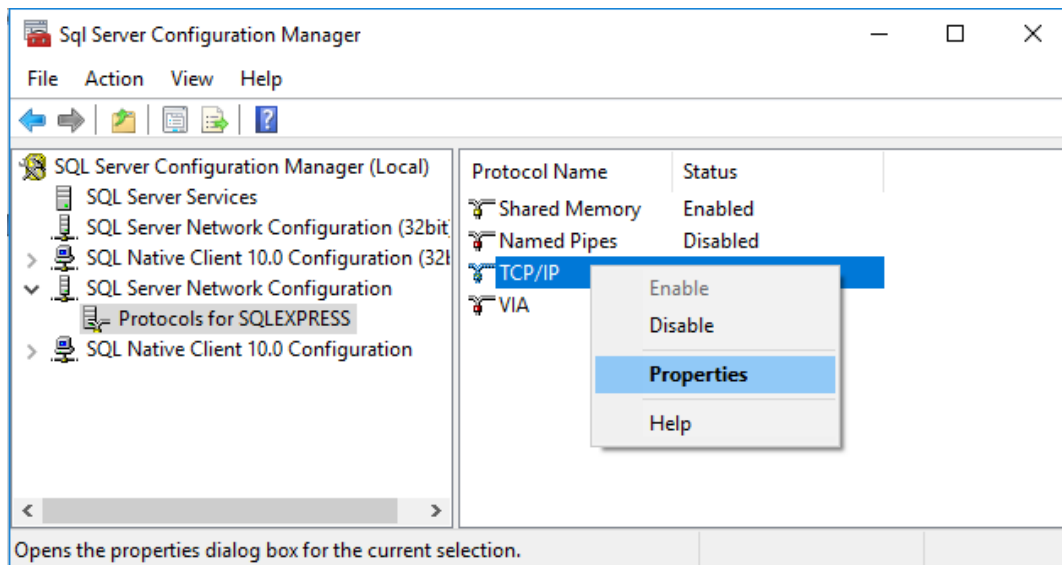 Sql Server Configuration Manager
File Action View Help
SQL Server Configuration Manager (Local)
SQL Server Services
SQL Server Network Configuration (32bit
SQL Native Client 10.0 Configuration (32b
SQL Server Network Configuration
Protocols for SQLEXPRESS
SQL Native Client 10.0 Configuration
Protocol Name Status
Shared Memory Enabled
Named Pipes Disabled
TCP/IP
VIA
Enable
Disable
Properties
Help
Opens the properties dialog box for the current selection.